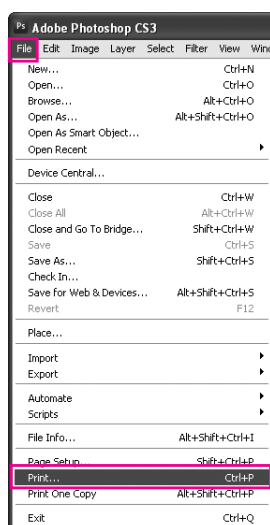 Ps Adobe Photoshop CS3
File Edit Image Layer Select Filter View Wind
New... Ctrl+N
Open... Ctrl+O
Browse... Alt+Ctrl+O
Open As... Alt+Shift+Ctrl+O
Open As Smart Object...
Open Recent
Device Central...
Close Ctrl+W
Close All Alt+Ctrl+W
Close and Go To Bridge... Shift+Ctrl+W
Save Ctrl+S
Save As... Shift+Ctrl+S
Check In...
Save for Web & Devices... Alt+Shift+Ctrl+S
Revert F12
Place...
Import
Export
Automate
Scripts
File Info... Alt+Shift+Ctrl+I
Page Setup... Shift+Ctrl+P
Print... Ctrl+P
Print One Copy Alt+Shift+Ctrl+P
Exit Ctrl+Q